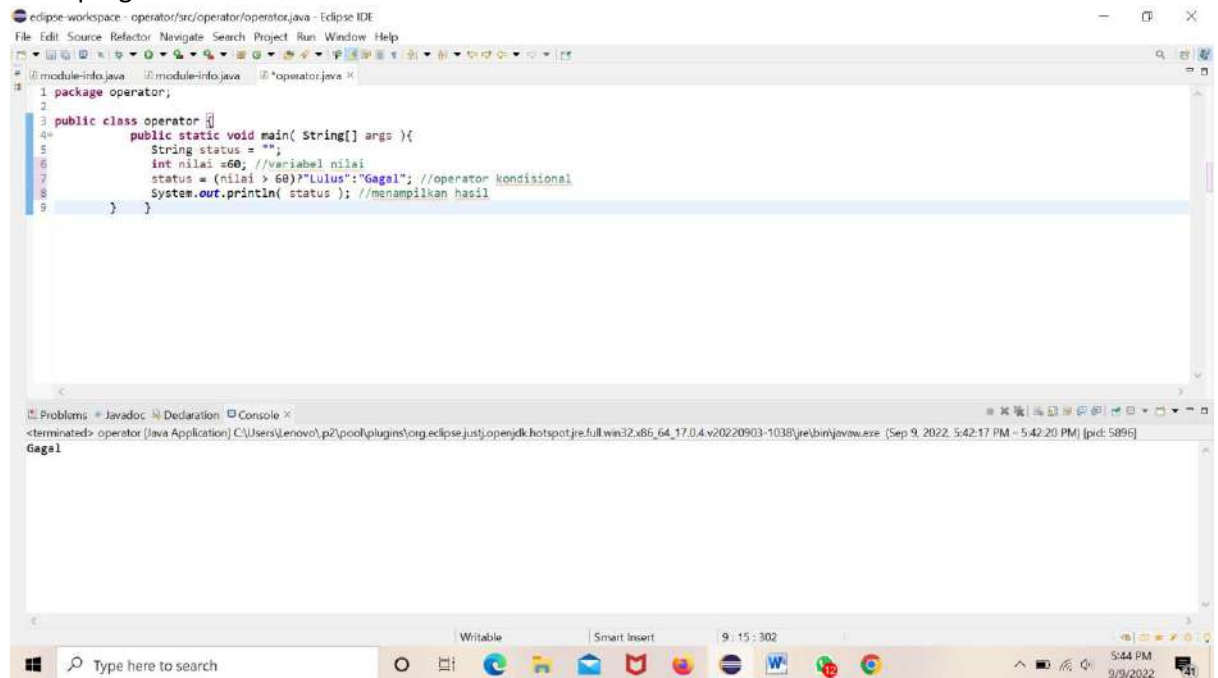 eclipse-workspace - operator/src/operator/operator.java - Eclipse IDE
File Edit Source Refactor Navigate Search Project Run Window Help
module-info.java module-info.java *operator.java
1 package operator;
2
3 public class operator {
4 public static void main( String[] args ){
5 String status = "";
6 int nilai =60; //variabel nilai
7 status = (nilai > 60)?"Lulus":"Gagal"; //operator kondisional
8 System.out.println( status ); //menampilkan hasil
9 } }
Problems Javadoc Declaration Console
<terminated> operator [Java Application] C:\Users\Lenovo\.p2\pool\plugins\org.eclipse.justj.openjdk.hotspot.jre.full.win32.x86_64_17.0.4.v20220903-1038\jre\bin\javaw.exe (Sep 9, 2022, 5:42:17 PM – 5:42:20 PM) [pid: 5896]
Gagal
Writable Smart Insert 9 : 15 : 302
Type here to search
12
5:44 PM
9/9/2022
41